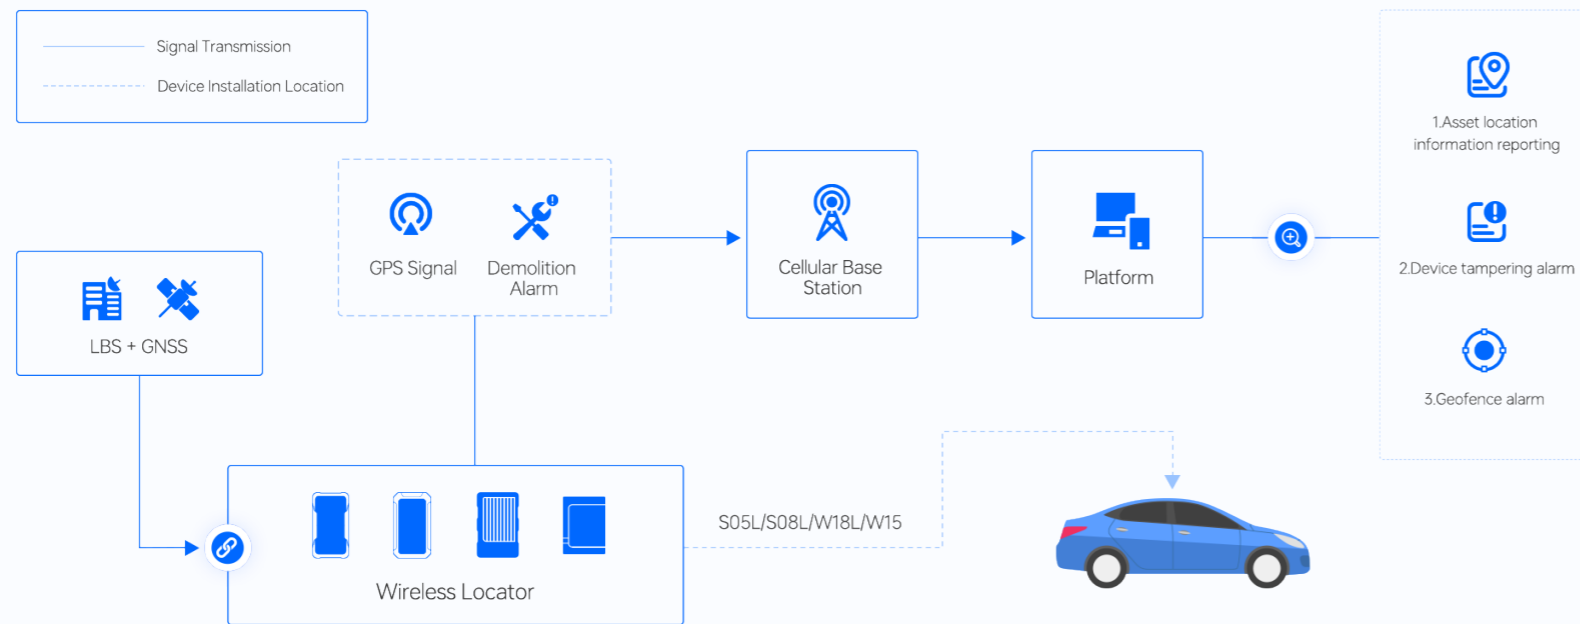 Signal Transmission
Device Installation Location
1.Asset location
information reporting
GPS Signal
Demolition
Alarm
Cellular Base
Station
Platform
2.Device tampering alarm
LBS + GNSS
3.Geofence alarm
S05L/S08L/W18L/W15
Wireless Locator